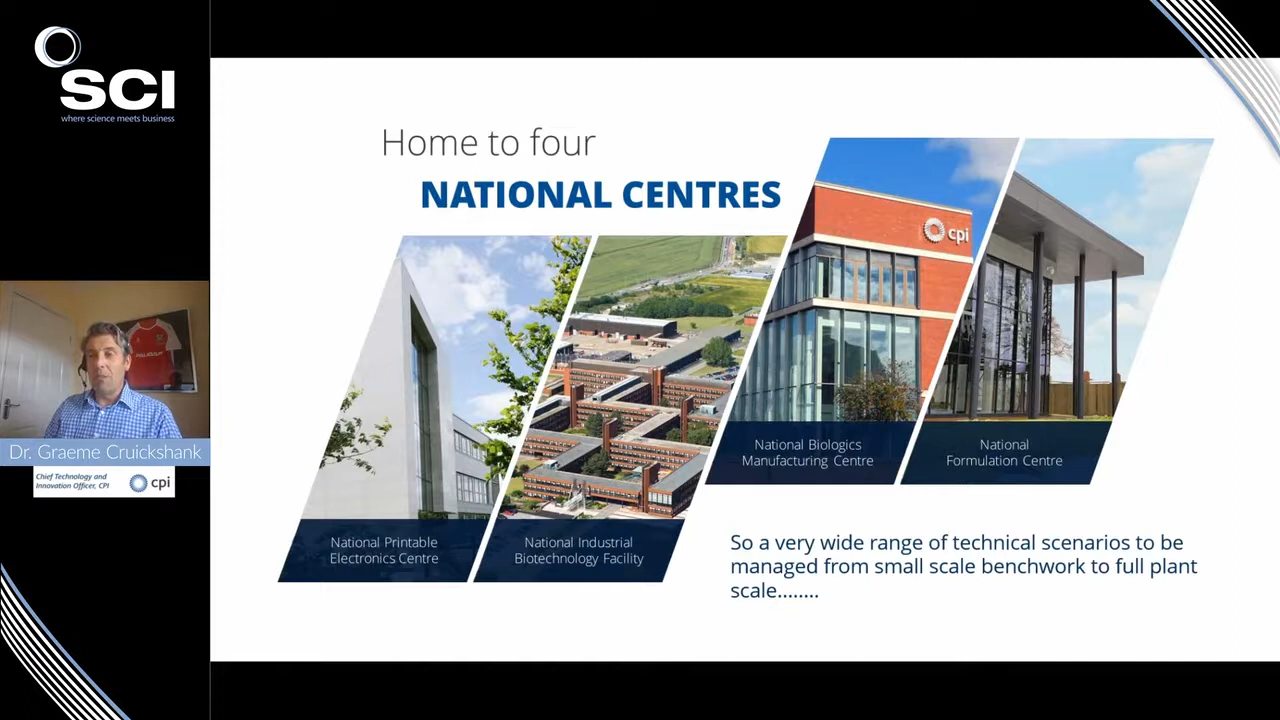 SCI
where science meets business
Home to four
NATIONAL CENTRES
cpi
National Printable
Electronics Centre
National Industrial
Biotechnology Facility
National Biologics
Manufacturing Centre
National
Formulation Centre
So a very wide range of technical scenarios to be
managed from small scale benchwork to full plant
scale........
Dr. Graeme Cruickshank
Chief Technology and
Innovation Officer, CPI
cpi